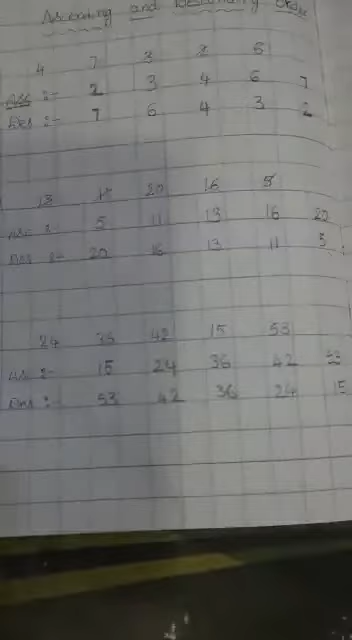 Ascending and Descending Order
4 7 3 2 6
Asc :- 2 3 4 6 7
Des :- 7 6 4 3 2
13 11 20 16 5
Asc :- 5 11 13 16 20
Des :- 20 16 13 11 5
24 36 42 15 53
As :- 15 24 36 42 53
Des :- 53 42 36 24 15